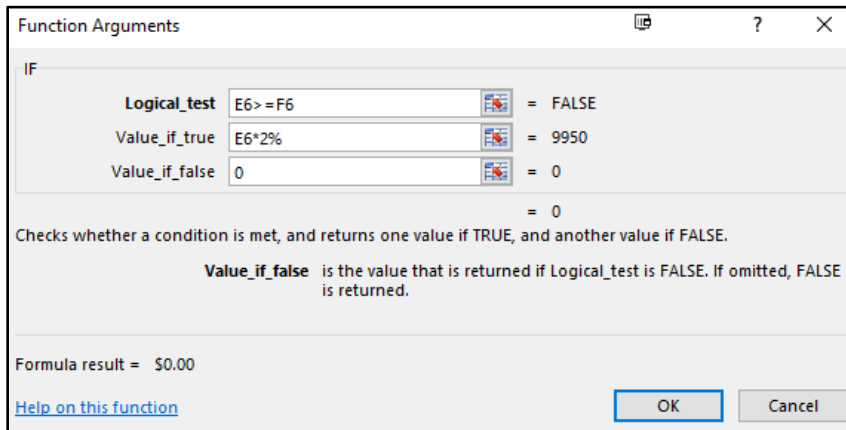 Function Arguments ?
IF
Logical_test E6>=F6 = FALSE
Value_if_true E6*2% = 9950
Value_if_false 0 = 0
= 0
Checks whether a condition is met, and returns one value if TRUE, and another value if FALSE.
Value_if_false is the value that is returned if Logical_test is FALSE. If omitted, FALSE
is returned.
Formula result = $0.00
Help on this function OK Cancel